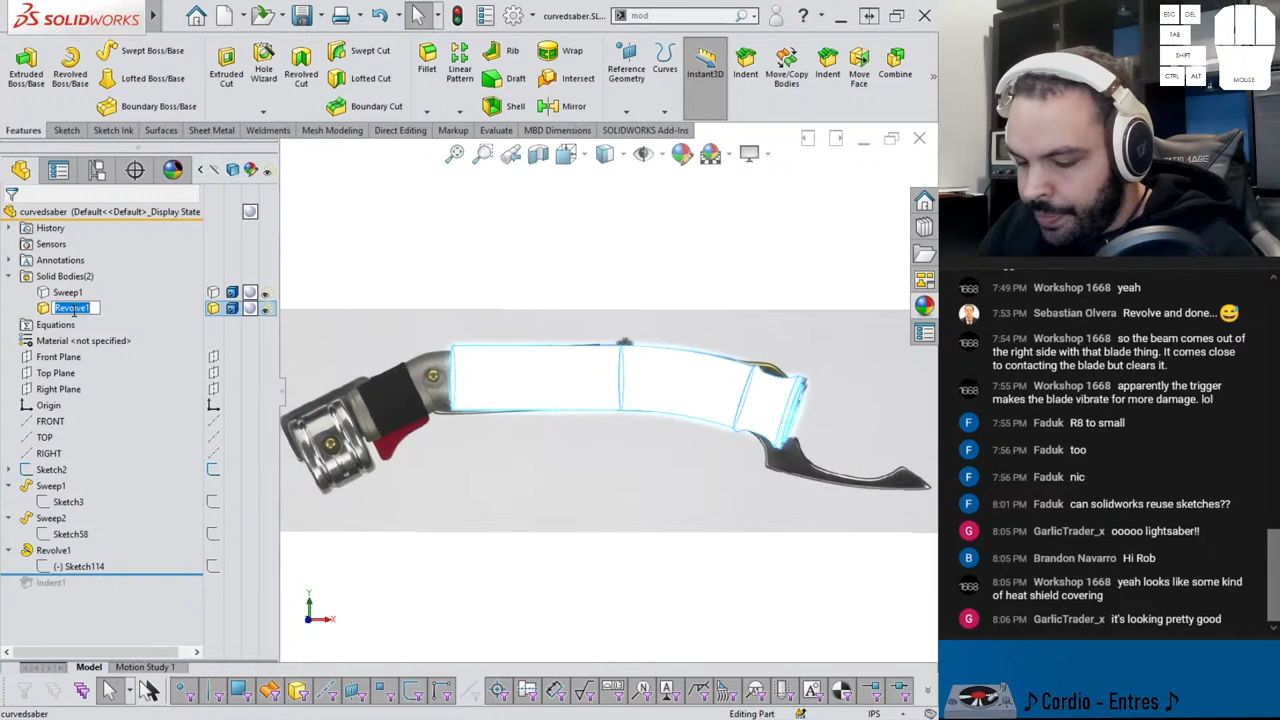 SOLIDWORKS
curvedsaber.SL...
mod
Extruded Boss/Base
Revolved Boss/Base
Swept Boss/Base
Lofted Boss/Base
Boundary Boss/Base
Extruded Cut
Hole Wizard
Revolved Cut
Swept Cut
Lofted Cut
Boundary Cut
Fillet
Linear Pattern
Rib
Draft
Shell
Wrap
Intersect
Mirror
Reference Geometry
Curves
Instant3D
Indent
Move/Copy Bodies
Indent
Move Face
Combine
Features
Sketch
Sketch Ink
Surfaces
Sheet Metal
Weldments
Mesh Modeling
Direct Editing
Markup
Evaluate
MBD Dimensions
SOLIDWORKS Add-Ins
curvedsaber (Default<<Default>_Display State
History
Sensors
Annotations
Solid Bodies(2)
Sweep1
Revolve1
Equations
Material <not specified>
Front Plane
Top Plane
Right Plane
Origin
FRONT
TOP
RIGHT
Sketch2
Sweep1
Sketch3
Sweep2
Sketch58
Revolve1
(-) Sketch114
Indent1
Y
X
Model
Motion Study 1
curvedsaber
Editing Part
IPS
ESC
DEL
TAB
SHIFT
CTRL
ALT
MOUSE
1668 7:49 PM Workshop 1668 yeah
7:53 PM Sebastian Olvera Revolve and done... 😅
1668 7:54 PM Workshop 1668 so the beam comes out of
the right side with that blade thing. It comes close
to contacting the blade but clears it.
1668 7:55 PM Workshop 1668 apparently the trigger
makes the blade vibrate for more damage. lol
F 7:55 PM Faduk R8 to small
F 7:56 PM Faduk too
F 7:56 PM Faduk nic
F 8:01 PM Faduk can solidworks reuse sketches??
G 8:05 PM GarlicTrader_x ooooo lightsaber!!
B 8:05 PM Brandon Navarro Hi Rob
1668 8:05 PM Workshop 1668 yeah looks like some kind
of heat shield covering
G 8:06 PM GarlicTrader_x it's looking pretty good
♪ Cordio - Entres ♪